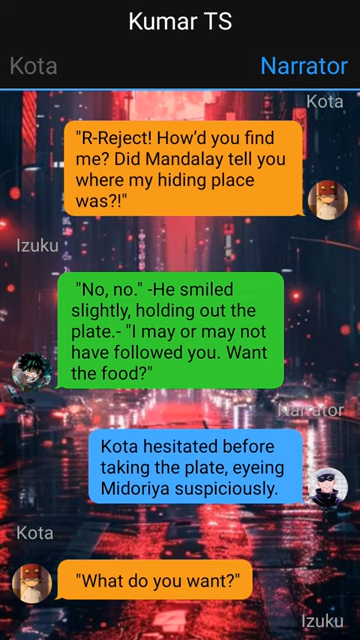 Kumar TS
Kota
Narrator
Kota
"R-Reject! How'd you find
me? Did Mandalay tell you
where my hiding place
was?!"
Izuku
"No, no." -He smiled
slightly, holding out the
plate.- "I may or may not
have followed you. Want
the food?"
Narrator
Kota hesitated before
taking the plate, eyeing
Midoriya suspiciously.
Kota
"What do you want?"
Izuku